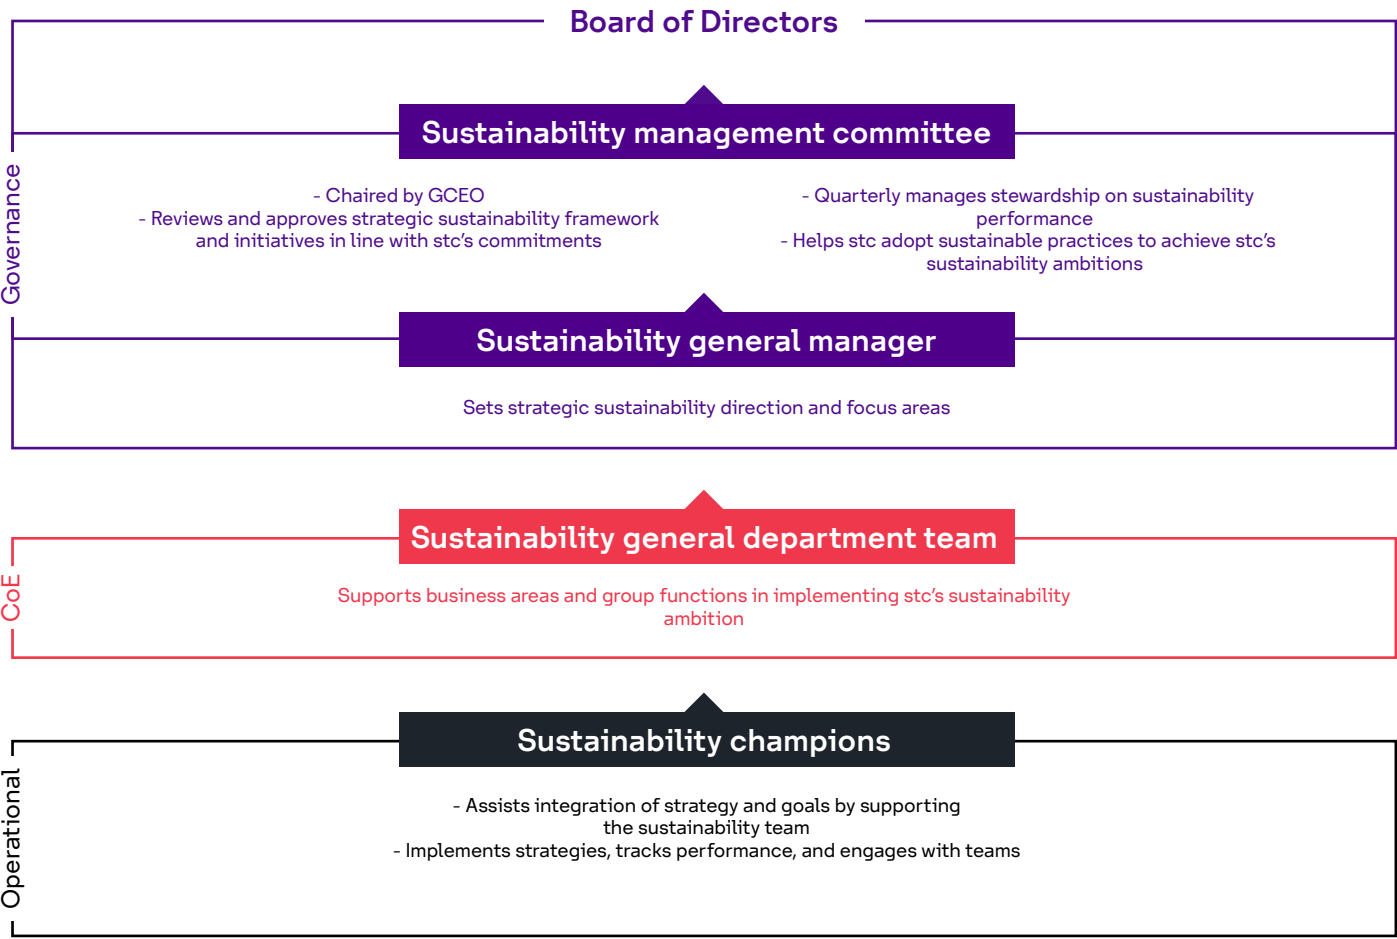 Board of Directors
Governance
Sustainability management committee
- Chaired by GCEO
- Reviews and approves strategic sustainability framework
and initiatives in line with stc’s commitments
- Quarterly manages stewardship on sustainability
performance
- Helps stc adopt sustainable practices to achieve stc’s
sustainability ambitions
Sustainability general manager
Sets strategic sustainability direction and focus areas
CoE
Sustainability general department team
Supports business areas and group functions in implementing stc’s sustainability
ambition
Operational
Sustainability champions
- Assists integration of strategy and goals by supporting
the sustainability team
- Implements strategies, tracks performance, and engages with teams